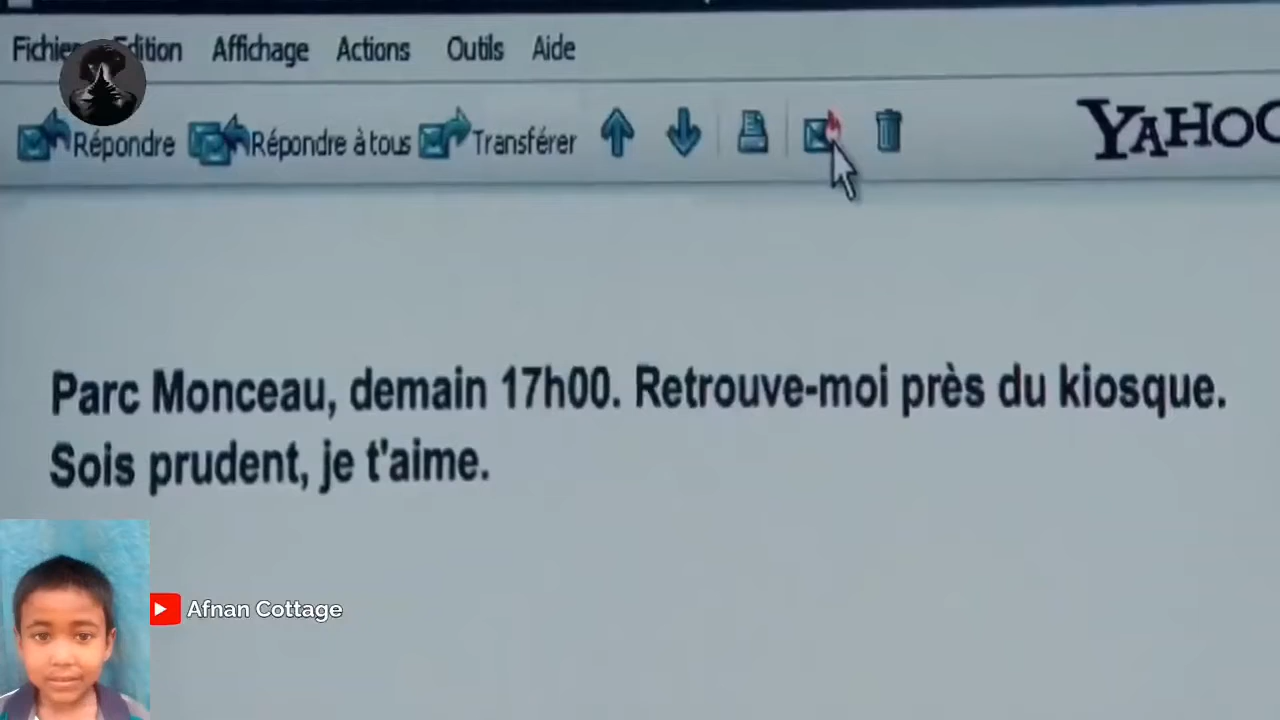 Fichier Edition Affichage Actions Outils Aide
Répondre Répondre à tous Transférer YAHOO
Parc Monceau, demain 17h00. Retrouve-moi près du kiosque.
Sois prudent, je t'aime.
Afnan Cottage